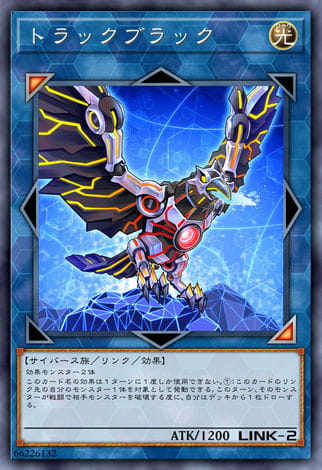 トラックブラック
光
【サイバース族/リンク/効果】
効果モンスター2体
このカード名の効果は1ターンに1度しか使用できない。①:このカードのリン
ク先の自分のモンスター1体を対象として発動できる。このターン、そのモンス
ターが戦闘で相手モンスターを破壊する度に、自分はデッキから1枚ドローす
る。
ATK/1200 LINK-2
66226132